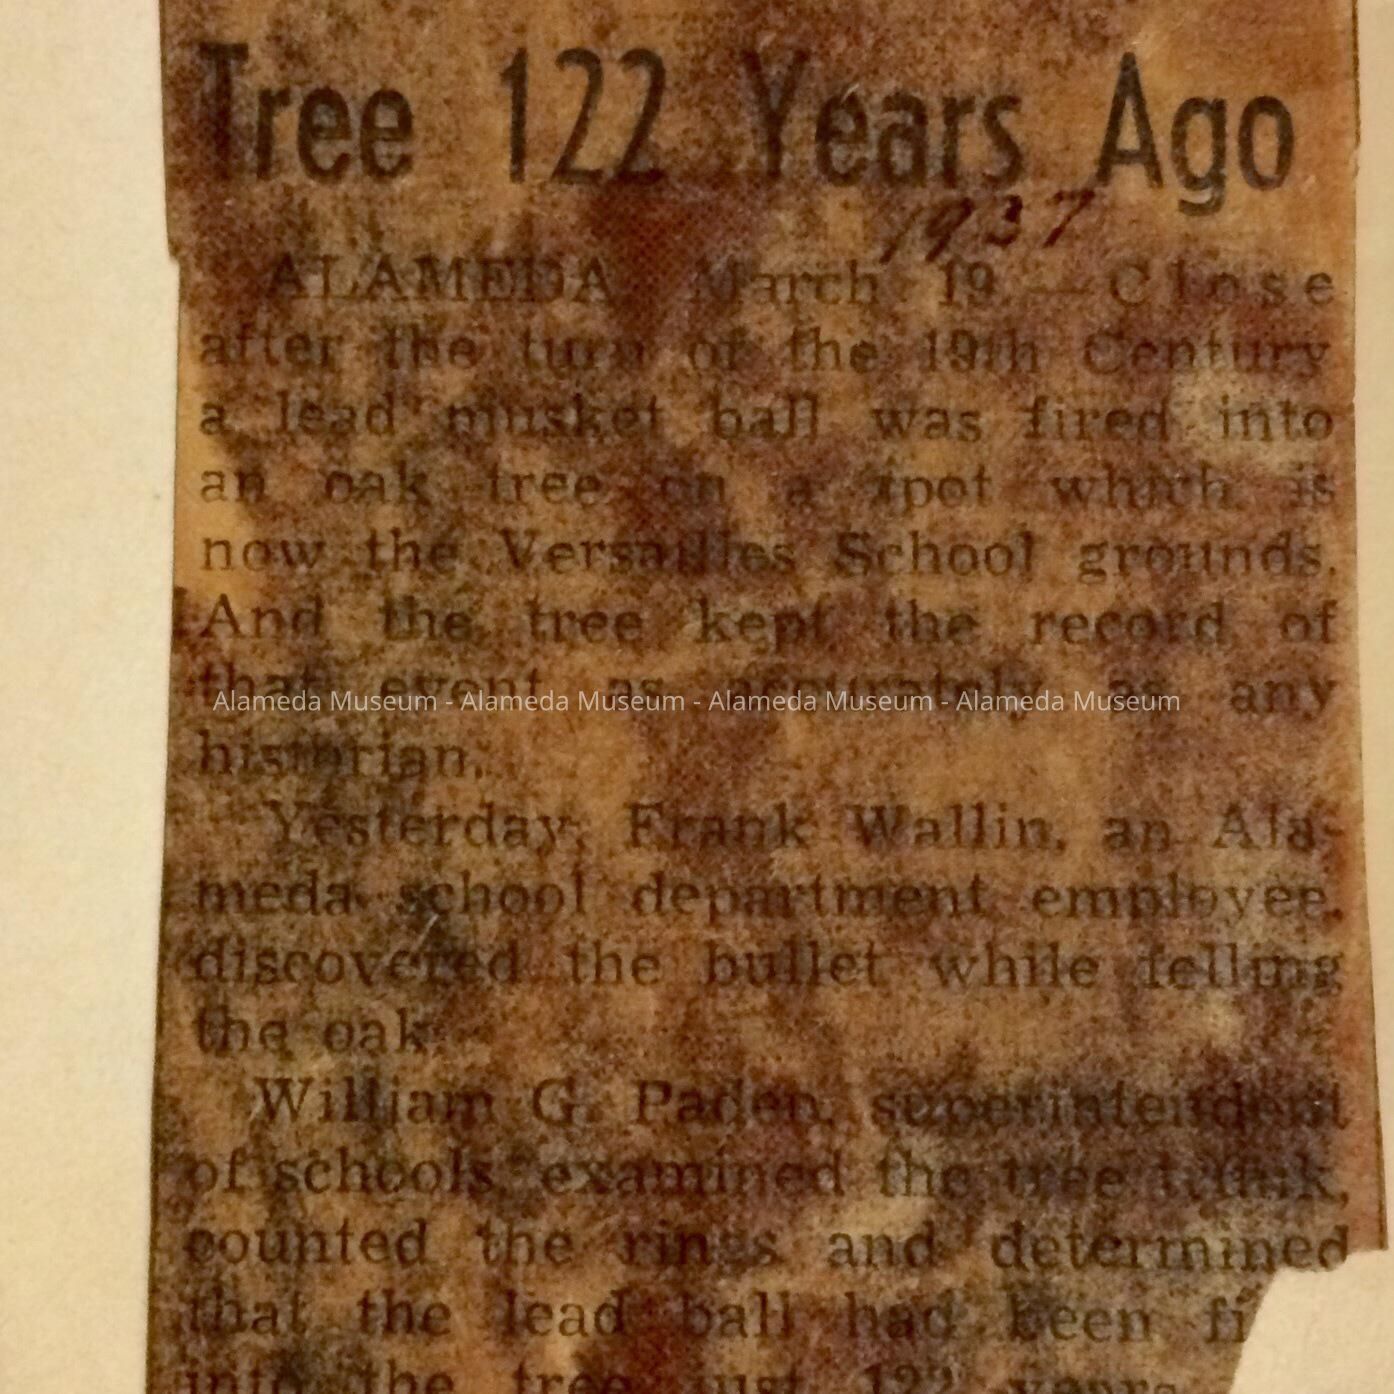 Tree 122 Years Ago
1937
ALAMEDA March 19 — Close
after the turn of the 19th Century
a lead musket ball was fired into
an oak tree on a spot which is
now the Versailles School grounds.
And the tree kept the record of
that event as accurately as any
Alameda Museum - Alameda Museum - Alameda Museum - Alameda Museum
historian.
Yesterday, Frank Wallin, an Ala-
meda school department employee,
discovered the bullet while felling
the oak.
William G. Paden, superintendent
of schools examined the tree trunk,
counted the rings and determined
that the lead ball had been fi
into the tree just 122 years